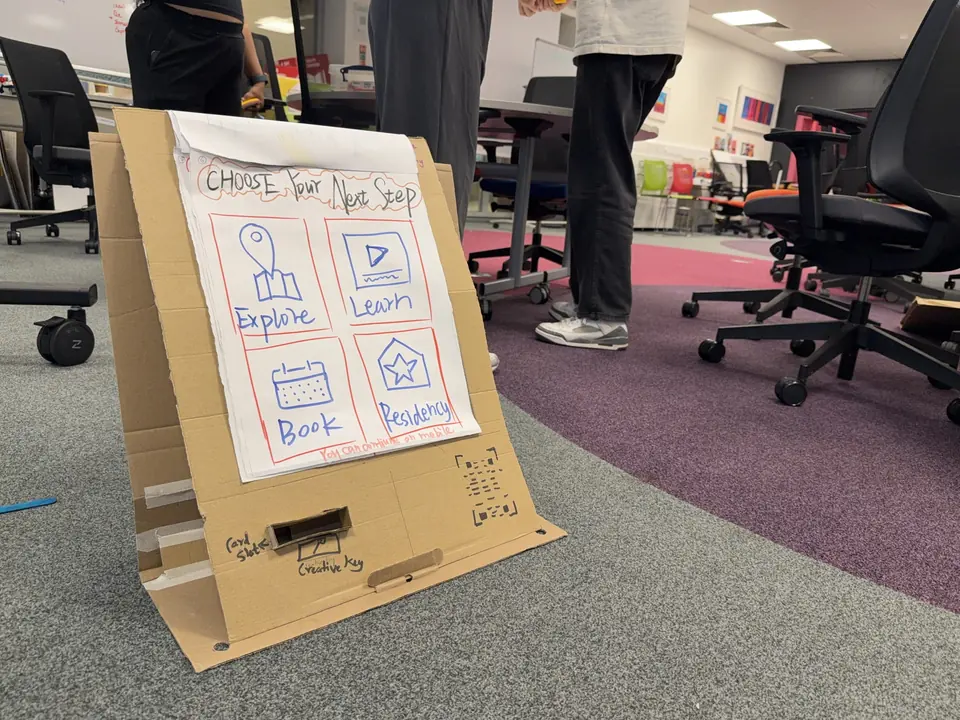 CHOOSE Your Next Step
Explore
Learn
Book
Residency
You can continue on mobile
Card
Slot
Creative Key